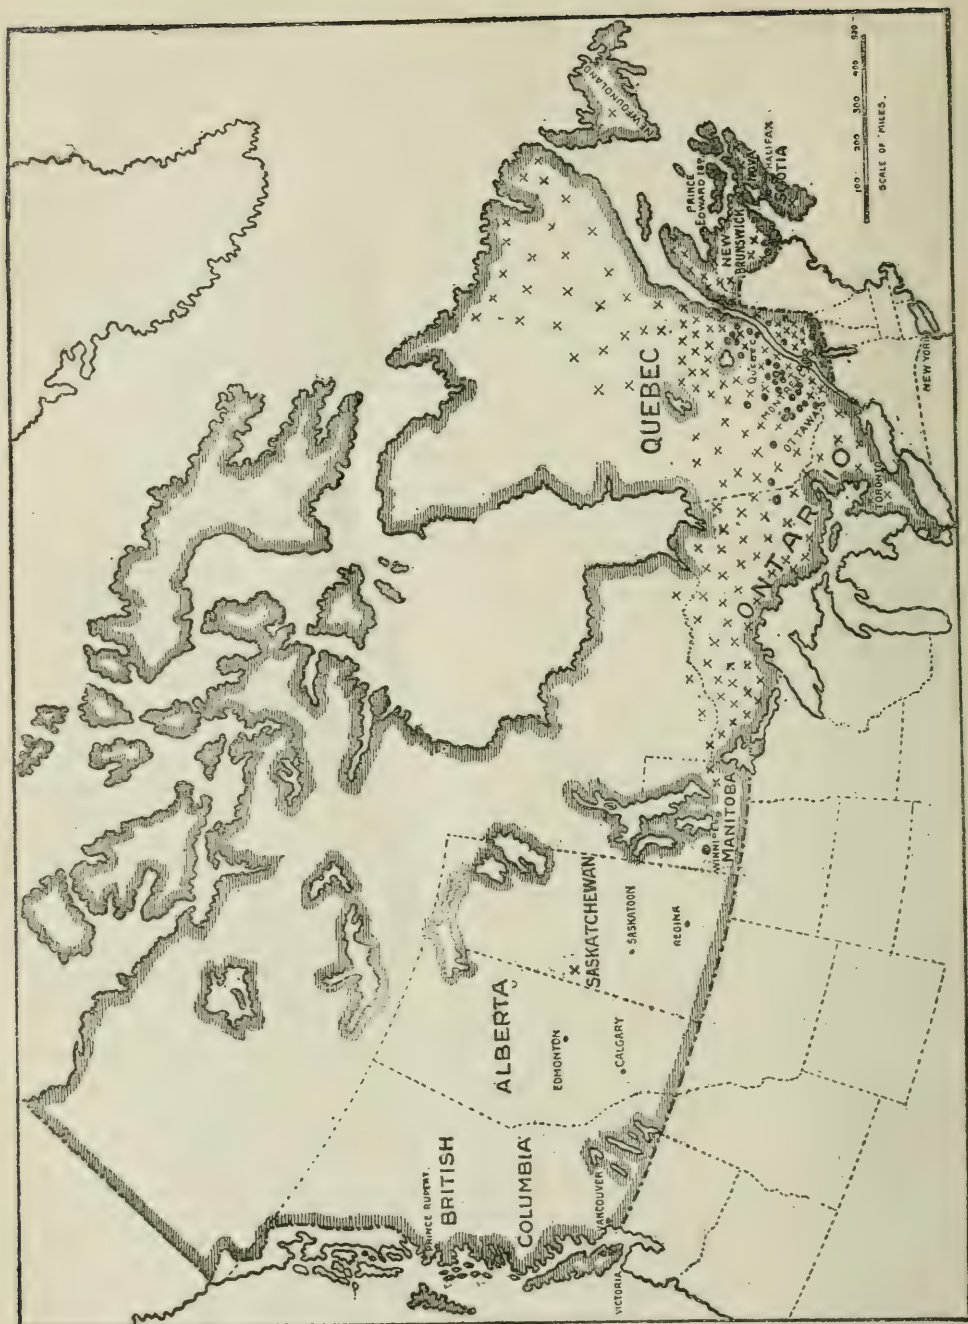 NEWFOUNDLAND
PRINCE
EDWARD ISD.
NEW
BRUNSWICK
NOVA
SCOTIA
HALIFAX
100 200 300 400 500
SCALE OF MILES.
QUEBEC
QUEBEC
MONTREAL
OTTAWA
ONTARIO
TORONTO
NEW YORK
WINNIPEG
MANITOBA
SASKATCHEWAN
SASKATOON
REGINA
ALBERTA
EDMONTON
CALGARY
PRINCE RUPERT.
BRITISH
COLUMBIA
VANCOUVER
VICTORIA